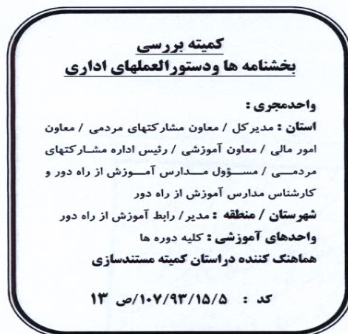 کمیته بررسی
بخشنامه ها ودستورالعملهای اداری
واحدمجری :
استان : مدیرکل / معاون مشارکتهای مردمی / معاون
امور مالی / معاون آموزشی / رئیس اداره مشارکتهای
مردمی / مسؤول مدارس آموزش از راه دور و
کارشناس مدارس آموزش از راه دور
شهرستان / منطقه : مدیر/ رابط آموزش از راه دور
واحدهای آموزشی : کلیه دوره ها
هماهنگ کننده دراستان کمیته مستندسازی
کد : ۱۰۷/۹۳/۱۵/۵/ص ۱۳